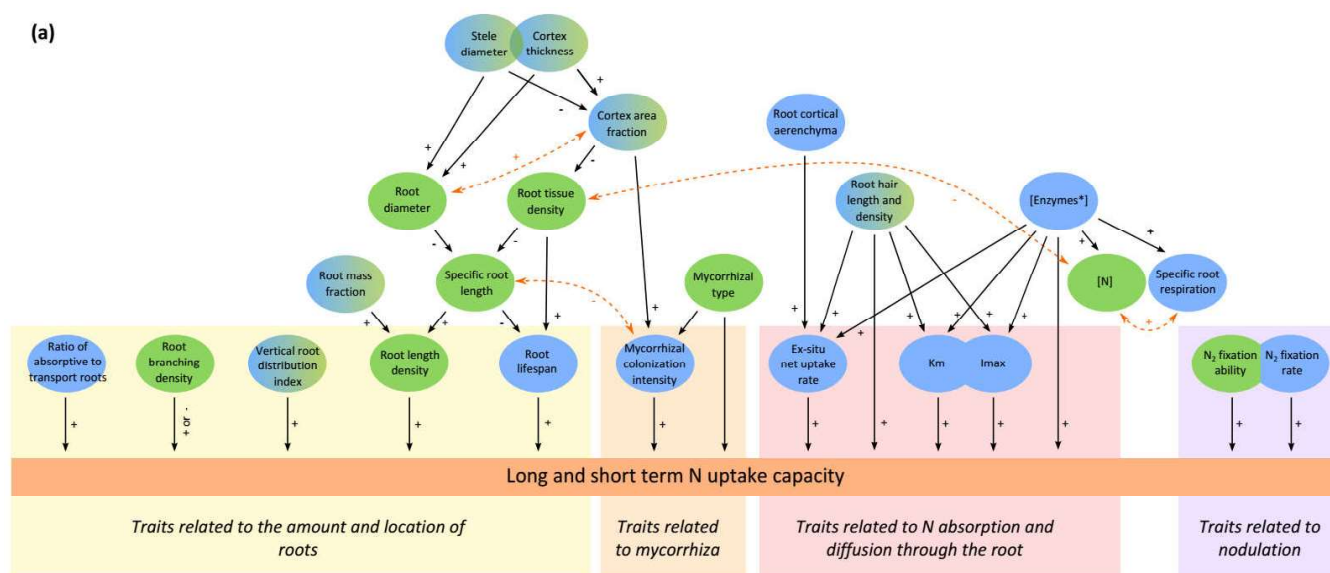 (a)
Stele
diameter
Cortex
thickness
+
-
Cortex area
fraction
Root cortical
aerenchyma
+
+
+
-
Root
diameter
Root tissue
density
Root hair
length and
density
-
[Enzymes*]
+
+
-
-
Root mass
fraction
Specific root
length
-
Mycorrhizal
type
[N]
Specific root
respiration
+
+
+
-
+
+
+
+
+
+
+
+
+
Ratio of
absorptive to
transport roots
Root
branching
density
Vertical root
distribution
index
Root length
density
Root
lifespan
Mycorrhizal
colonization
intensity
Ex-situ
net uptake
rate
Km
Imax
N₂ fixation
ability
N₂ fixation
rate
+
+ or -
+
+
+
+
+
+
+
+
+
+
+
Long and short term N uptake capacity
Traits related to the amount and location of
roots
Traits related
to mycorrhiza
Traits related to N absorption and
diffusion through the root
Traits related to
nodulation